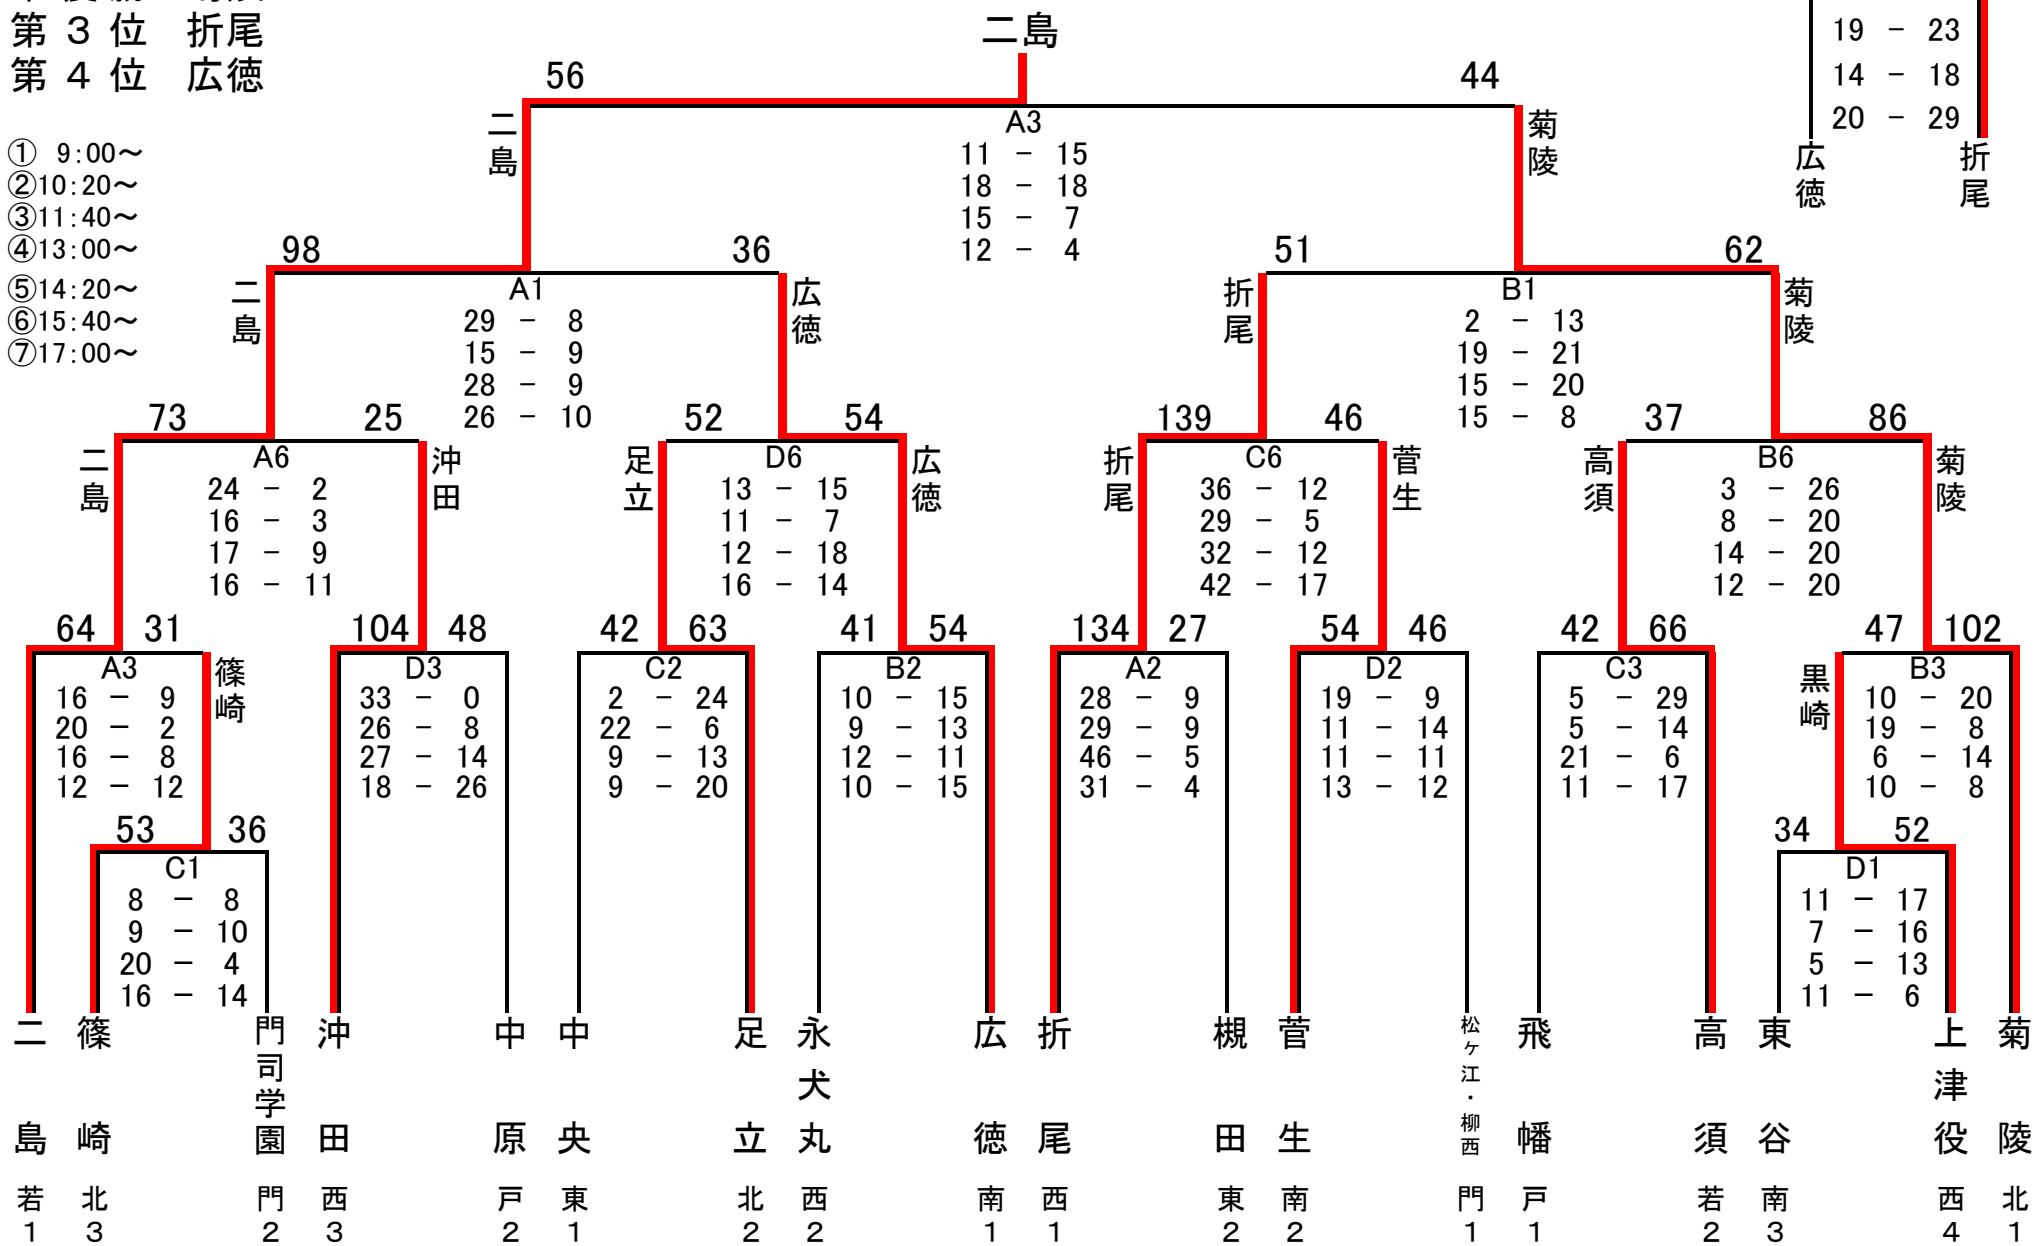 第 3 位 折尾
第 4 位 広徳
① 9:00～
②10:20～
③11:40～
④13:00～
⑤14:20～
⑥15:40～
⑦17:00～
二島
56 44
二島
菊陵
A3
11 - 15
18 - 18
15 - 7
12 - 4
19 - 23
14 - 18
20 - 29
広徳
折尾
98 36
二島
広徳
A1
29 - 8
15 - 9
28 - 9
26 - 10
51 62
折尾
菊陵
B1
2 - 13
19 - 21
15 - 20
15 - 8
73 25
二島
沖田
A6
24 - 2
16 - 3
17 - 9
16 - 11
52 54
足立
広徳
D6
13 - 15
11 - 7
12 - 18
16 - 14
139 46
折尾
菅生
C6
36 - 12
29 - 5
32 - 12
42 - 17
37 86
高須
菊陵
B6
3 - 26
8 - 20
14 - 20
12 - 20
64 31
A3
篠崎
16 - 9
20 - 2
16 - 8
12 - 12
104 48
D3
33 - 0
26 - 8
27 - 14
18 - 26
42 63
C2
2 - 24
22 - 6
9 - 13
9 - 20
41 54
B2
10 - 15
9 - 13
12 - 11
10 - 15
134 27
A2
28 - 9
29 - 9
46 - 5
31 - 4
54 46
D2
19 - 9
11 - 14
11 - 11
13 - 12
42 66
C3
5 - 29
5 - 14
21 - 6
11 - 17
47 102
黒崎
B3
10 - 20
19 - 8
6 - 14
10 - 8
53 36
C1
8 - 8
9 - 10
20 - 4
16 - 14
34 52
D1
11 - 17
7 - 16
5 - 13
11 - 6
二島
篠崎
門司学園
沖田
中原
中央
足立
永犬丸
広徳
折尾
槻田
菅生
松ヶ江・柳西
飛幡
高須
東谷
上津役
菊陵
若1
北3
門2
西3
戸2
東1
北2
西2
南1
西1
東2
南2
門1
戸1
若2
南3
西4
北1